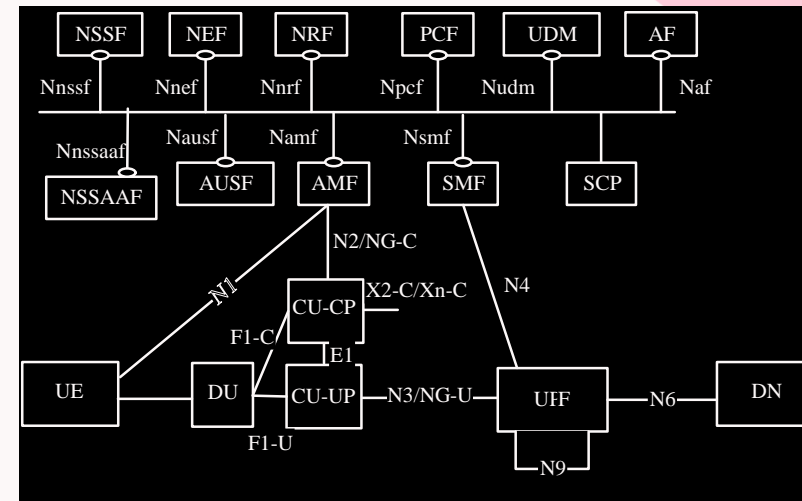 NSSF NEF NRF PCF UDM AF
Nnssf Nnef Nnrf Npcf Nudm Naf
Nnssaaf Nausf Namf Nsmf
NSSAAF AUSF AMF SMF SCP
N2/NG-C
N1 X2-C/Xn-C N4
CU-CP
F1-C
E1
UE DU CU-UP N3/NG-U UPF N6 DN
F1-U
N9